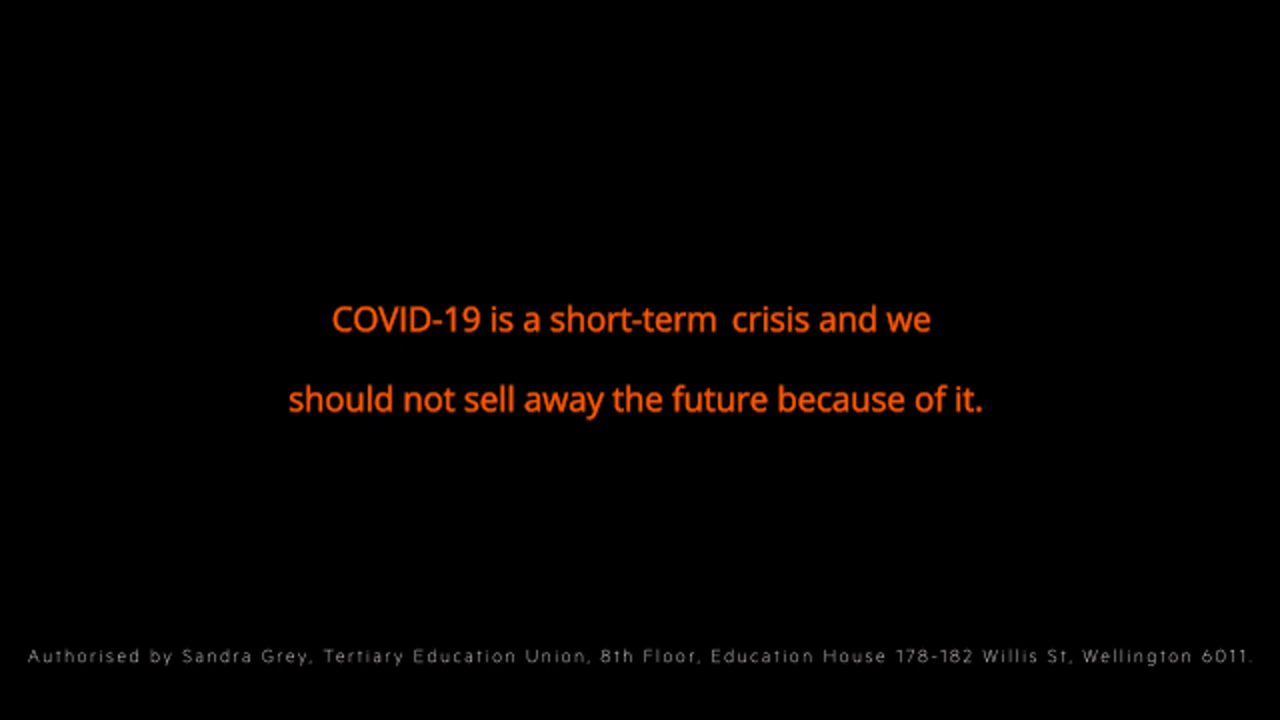 COVID-19 is a short-term crisis and we
should not sell away the future because of it.
Authorised by Sandra Grey, Tertiary Education Union, 8th Floor, Education House 178-182 Willis St, Wellington 6011.